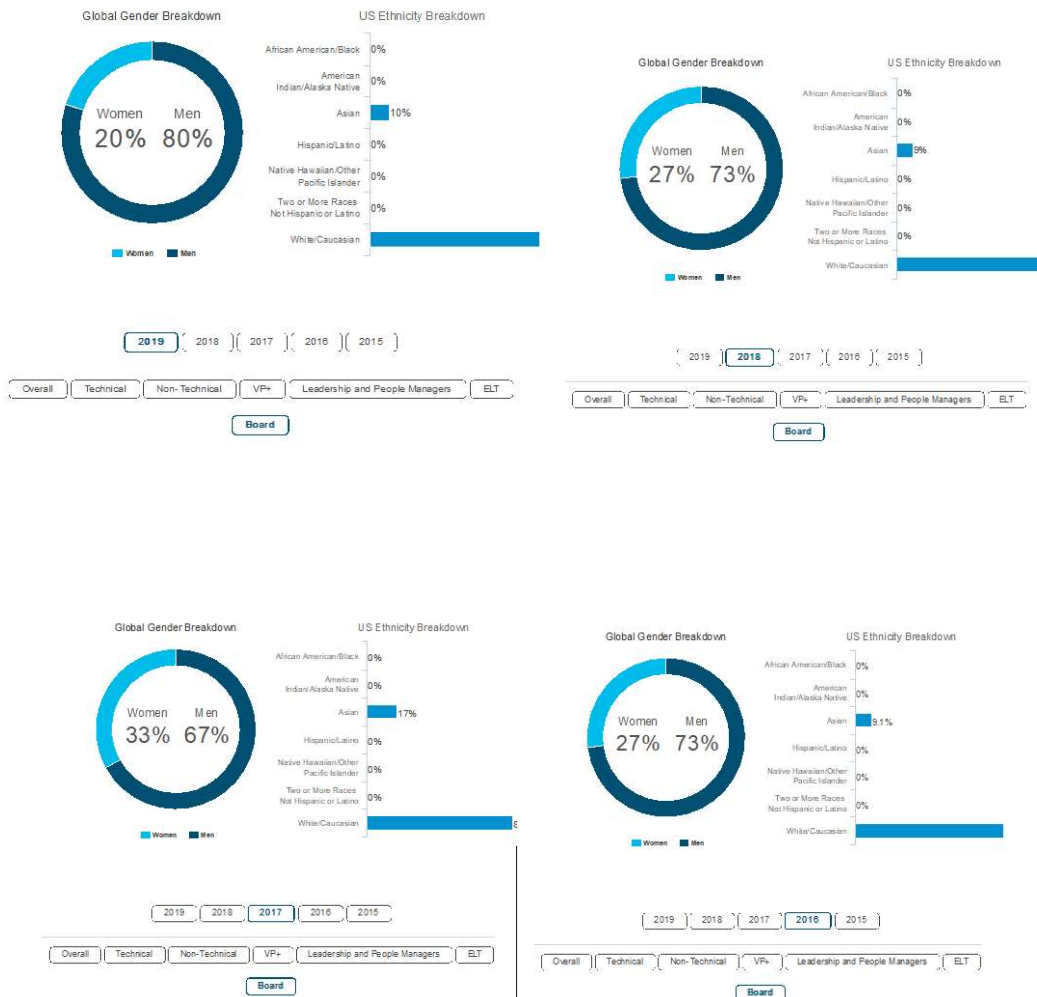 Global Gender Breakdown
US Ethnicity Breakdown
African American/Black 0%
American
Indian/Alaska Native 0%
Asian 10%
Hispanic/Latino 0%
Native Hawaiian/Other
Pacific Islander 0%
Two or More Races
Not Hispanic or Latino 0%
White/Caucasian
Women Men
20% 80%
Women Men
2019 2018 2017 2016 2015
Overall Technical Non-Technical VP+ Leadership and People Managers ELT
Board
Global Gender Breakdown
US Ethnicity Breakdown
African American/Black 0%
American
Indian/Alaska Native 0%
Asian 9%
Hispanic/Latino 0%
Native Hawaiian/Other
Pacific Islander 0%
Two or More Races
Not Hispanic or Latino 0%
White/Caucasian
Women Men
27% 73%
Women Men
2019 2018 2017 2016 2015
Overall Technical Non-Technical VP+ Leadership and People Managers ELT
Board
Global Gender Breakdown
US Ethnicity Breakdown
African American/Black 0%
American
Indian/Alaska Native 0%
Asian 17%
Hispanic/Latino 0%
Native Hawaiian/Other
Pacific Islander 0%
Two or More Races
Not Hispanic or Latino 0%
White/Caucasian
Women Men
33% 67%
Women Men
2019 2018 2017 2016 2015
Overall Technical Non-Technical VP+ Leadership and People Managers ELT
Board
Global Gender Breakdown
US Ethnicity Breakdown
African American/Black 0%
American
Indian/Alaska Native 0%
Asian 9.1%
Hispanic/Latino 0%
Native Hawaiian/Other
Pacific Islander 0%
Two or More Races
Not Hispanic or Latino 0%
White/Caucasian
Women Men
27% 73%
Women Men
2019 2018 2017 2016 2015
Overall Technical Non-Technical VP+ Leadership and People Managers ELT
Board